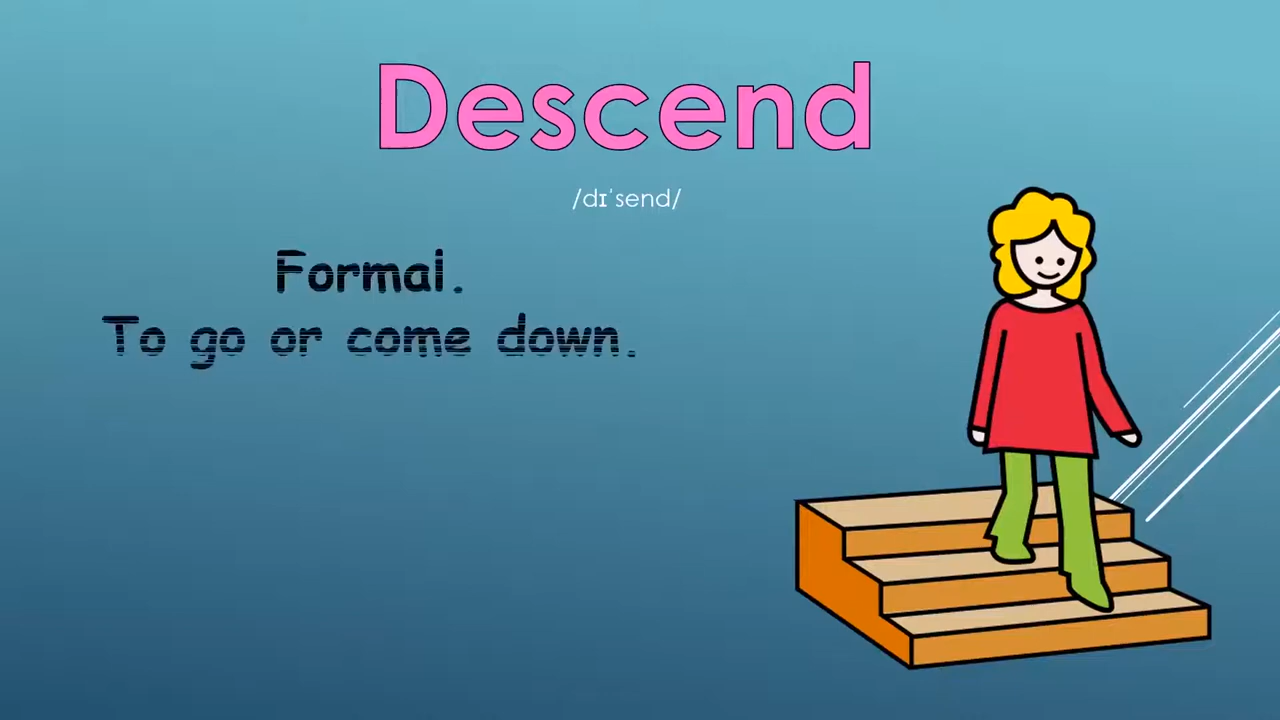 Descend
/dɪˈsend/
Formal.
To go or come down.